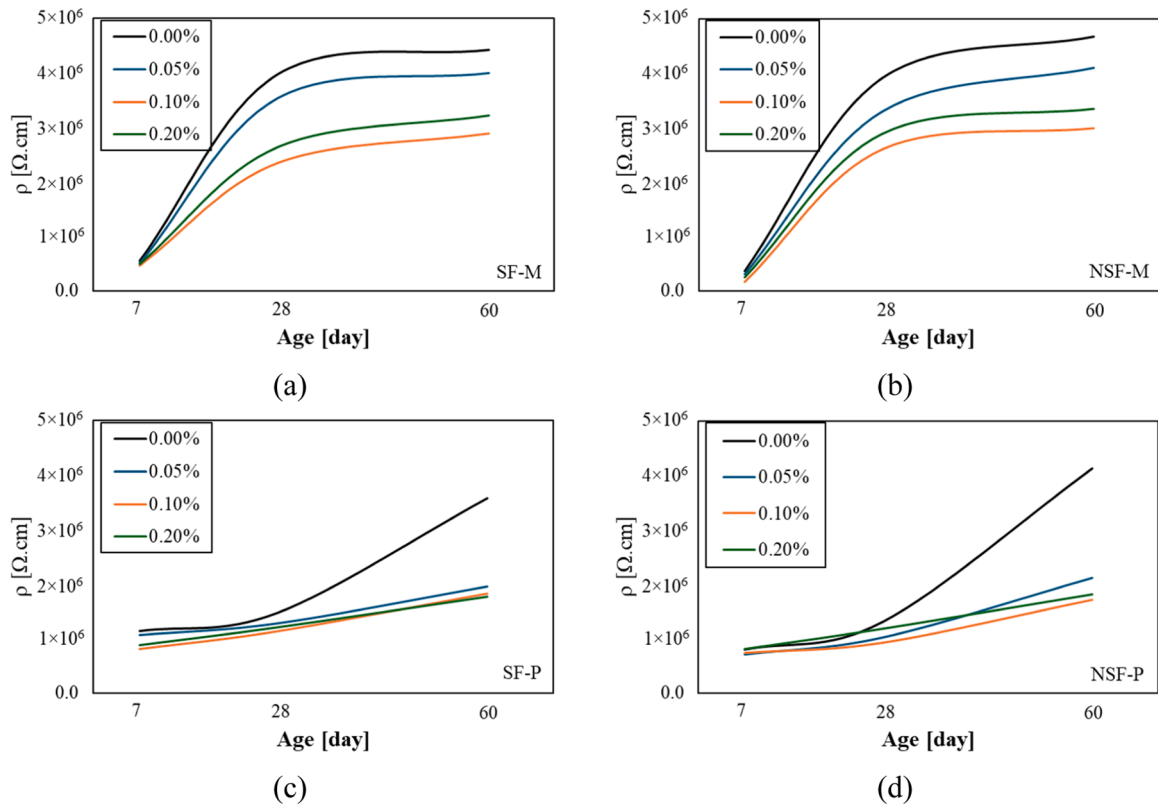 5×10⁶
4×10⁶
3×10⁶
2×10⁶
1×10⁶
0.0
ρ [Ω.cm]
0.00%
0.05%
0.10%
0.20%
SF-M
7 28 60
Age [day]
(a)
5×10⁶
4×10⁶
3×10⁶
2×10⁶
1×10⁶
0.0
ρ [Ω.cm]
0.00%
0.05%
0.10%
0.20%
NSF-M
7 28 60
Age [day]
(b)
5×10⁶
4×10⁶
3×10⁶
2×10⁶
1×10⁶
0.0
ρ [Ω.cm]
0.00%
0.05%
0.10%
0.20%
SF-P
7 28 60
Age [day]
(c)
5×10⁶
4×10⁶
3×10⁶
2×10⁶
1×10⁶
0.0
ρ [Ω.cm]
0.00%
0.05%
0.10%
0.20%
NSF-P
7 28 60
Age [day]
(d)